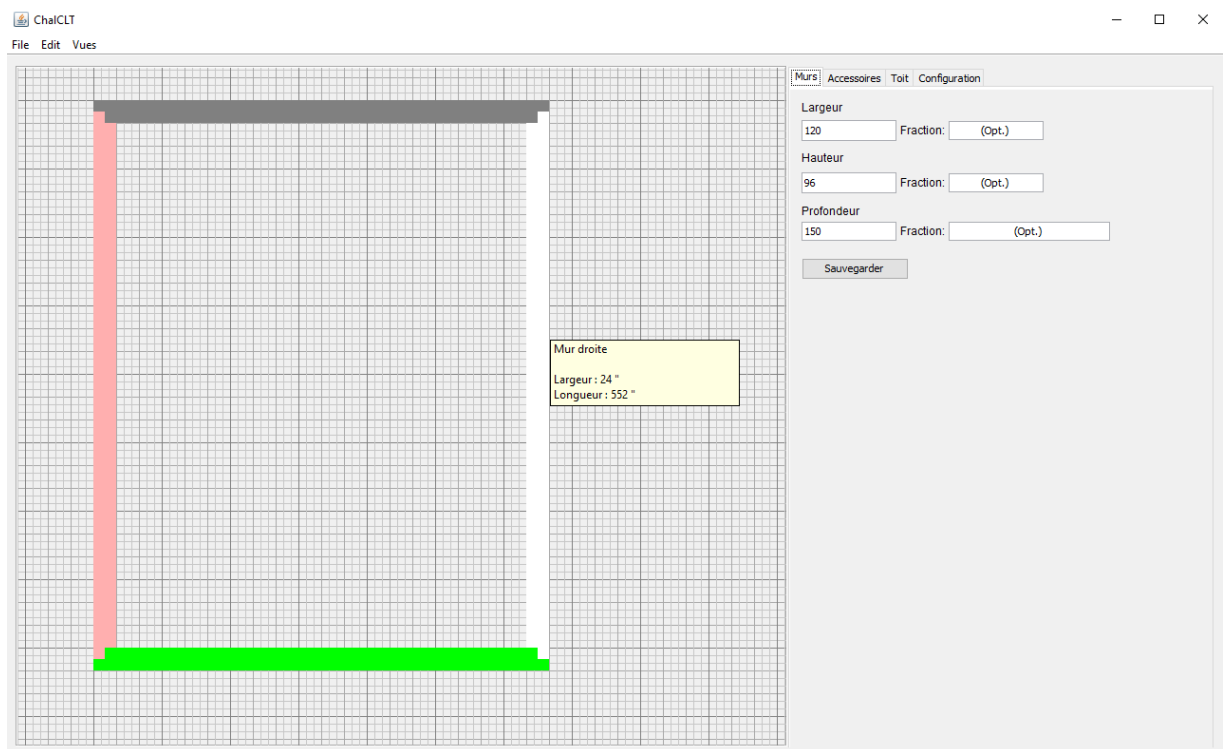 ChalCLT
File Edit Vues
Murs Accessoires Toit Configuration
Largeur
120 Fraction: (Opt.)
Hauteur
96 Fraction: (Opt.)
Profondeur
150 Fraction: (Opt.)
Sauvegarder
Mur droite
Largeur : 24 "
Longueur : 552 "